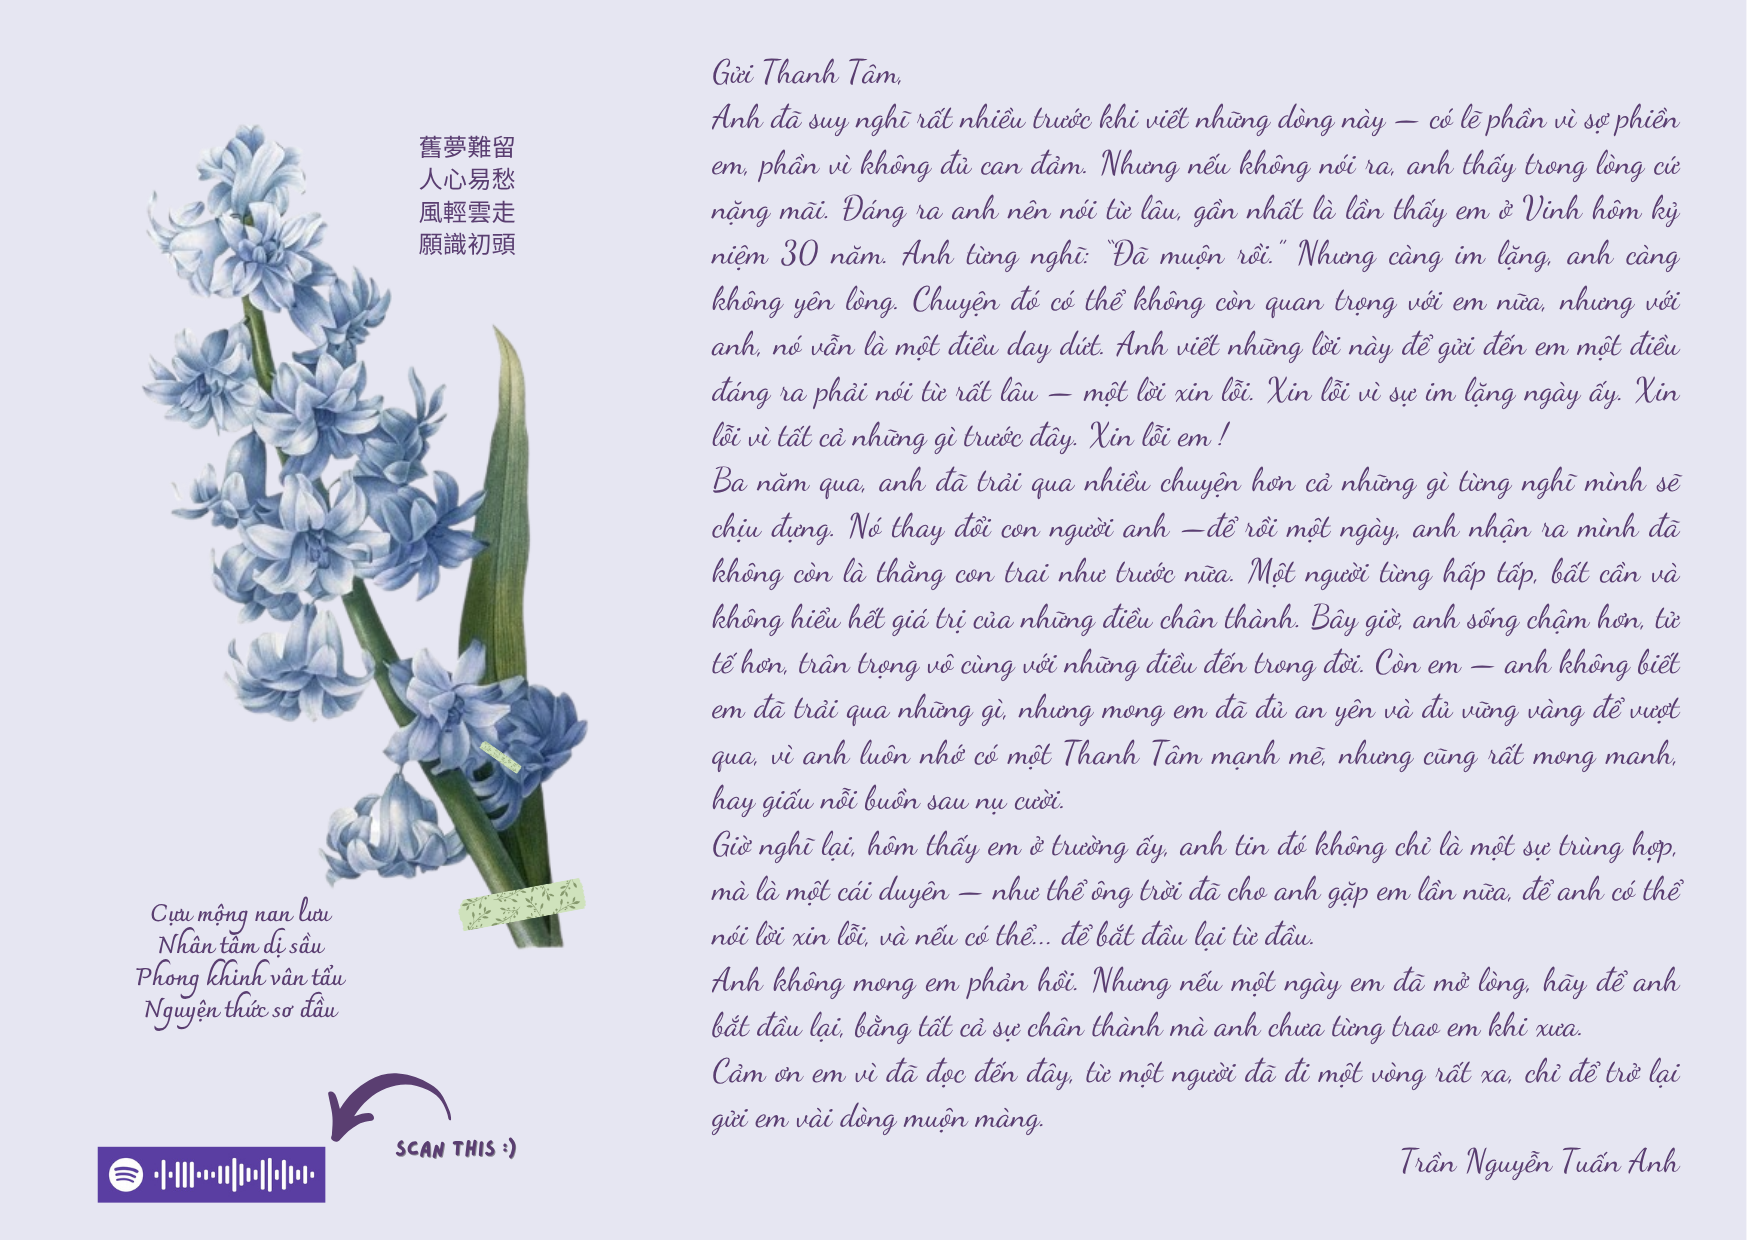 舊夢難留
人心易愁
風輕雲走
願識初頭
Cựu mộng nan lưu
Nhân tâm dị sầu
Phong khinh vân tẩu
Nguyện thức sơ đầu
SCAN THIS :)
Gửi Thanh Tâm,
Anh đã suy nghĩ rất nhiều trước khi viết những dòng này — có lẽ phần vì sợ phiền
em, phần vì không đủ can đảm. Nhưng nếu không nói ra, anh thấy trong lòng cứ
nặng mãi. Đáng ra anh nên nói từ lâu, gần nhất là lần thấy em ở Vinh hôm kỷ
niệm 30 năm. Anh từng nghĩ: “Đã muộn rồi.” Nhưng càng im lặng, anh càng
không yên lòng. Chuyện đó có thể không còn quan trọng với em nữa, nhưng với
anh, nó vẫn là một điều day dứt. Anh viết những lời này để gửi đến em một điều
đáng ra phải nói từ rất lâu — một lời xin lỗi. Xin lỗi vì sự im lặng ngày ấy. Xin
lỗi vì tất cả những gì trước đây. Xin lỗi em !
Ba năm qua, anh đã trải qua nhiều chuyện hơn cả những gì từng nghĩ mình sẽ
chịu đựng. Nó thay đổi con người anh —để rồi một ngày, anh nhận ra mình đã
không còn là thằng con trai như trước nữa. Một người từng hấp tấp, bất cần và
không hiểu hết giá trị của những điều chân thành. Bây giờ, anh sống chậm hơn, tử
tế hơn, trân trọng vô cùng với những điều đến trong đời. Còn em — anh không biết
em đã trải qua những gì, nhưng mong em đã đủ an yên và đủ vững vàng để vượt
qua, vì anh luôn nhớ có một Thanh Tâm mạnh mẽ, nhưng cũng rất mong manh,
hay giấu nỗi buồn sau nụ cười.
Giờ nghĩ lại, hôm thấy em ở trường ấy, anh tin đó không chỉ là một sự trùng hợp,
mà là một cái duyên — như thể ông trời đã cho anh gặp em lần nữa, để anh có thể
nói lời xin lỗi, và nếu có thể... để bắt đầu lại từ đầu.
Anh không mong em phản hồi. Nhưng nếu một ngày em đã mở lòng, hãy để anh
bắt đầu lại, bằng tất cả sự chân thành mà anh chưa từng trao em khi xưa.
Cảm ơn em vì đã đọc đến đây, từ một người đã đi một vòng rất xa, chỉ để trở lại
gửi em vài dòng muộn màng.
Trần Nguyễn Tuấn Anh